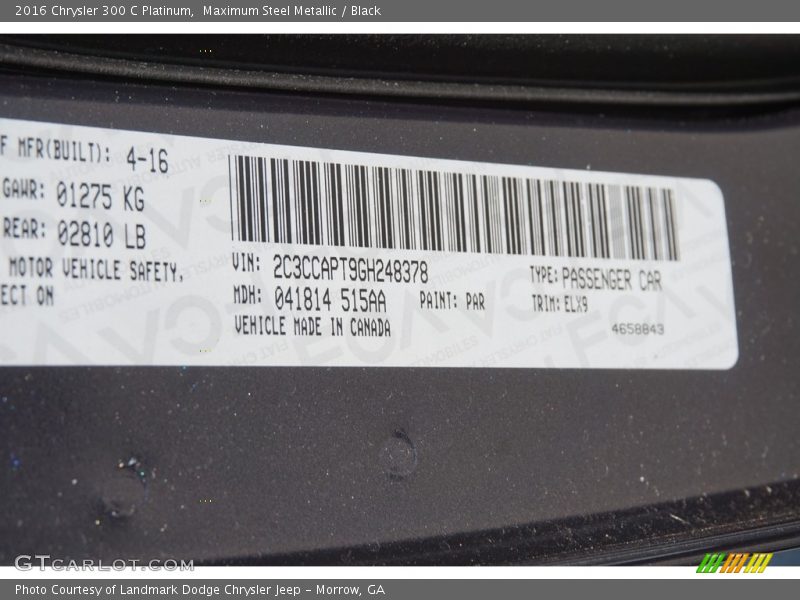 2016 Chrysler 300 C Platinum,  Maximum Steel Metallic / Black
F MFR(BUILT): 4-16
GAWR: 01275 KG
REAR: 02810 LB
MOTOR VEHICLE SAFETY,
ECT ON
VIN: 2C3CCAPT9GH248378
MDH: 041814 515AA
PAINT: PAR
VEHICLE MADE IN CANADA
TYPE: PASSENGER CAR
TRIM: ELX9
4658843
GTCARLOT.COM
Photo Courtesy of Landmark Dodge Chrysler Jeep – Morrow, GA